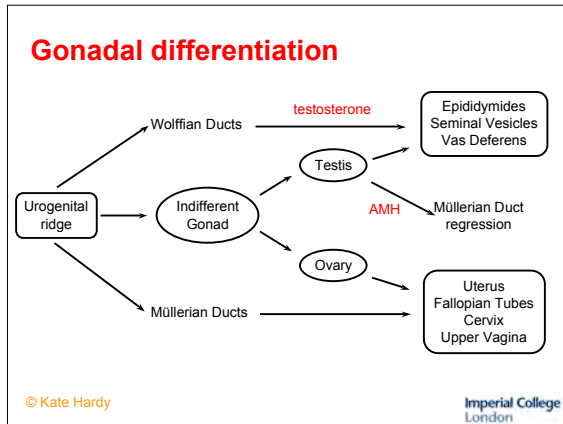 Gonadal differentiation
testosterone
Wolffian Ducts
Epididymides
Seminal Vesicles
Vas Deferens
Testis
Urogenital
ridge
Indifferent
Gonad
AMH
Müllerian Duct
regression
Ovary
Müllerian Ducts
Uterus
Fallopian Tubes
Cervix
Upper Vagina
© Kate Hardy
Imperial College
London